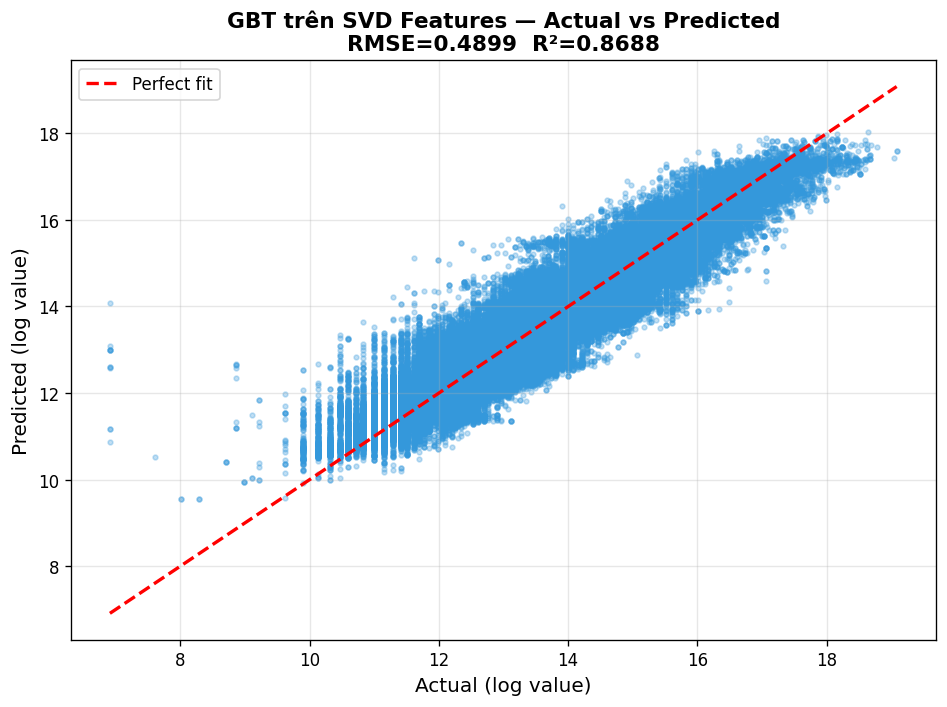 GBT trên SVD Features — Actual vs Predicted
RMSE=0.4899  R²=0.8688
Perfect fit
18
16
14
12
10
8
Predicted (log value)
8
10
12
14
16
18
Actual (log value)